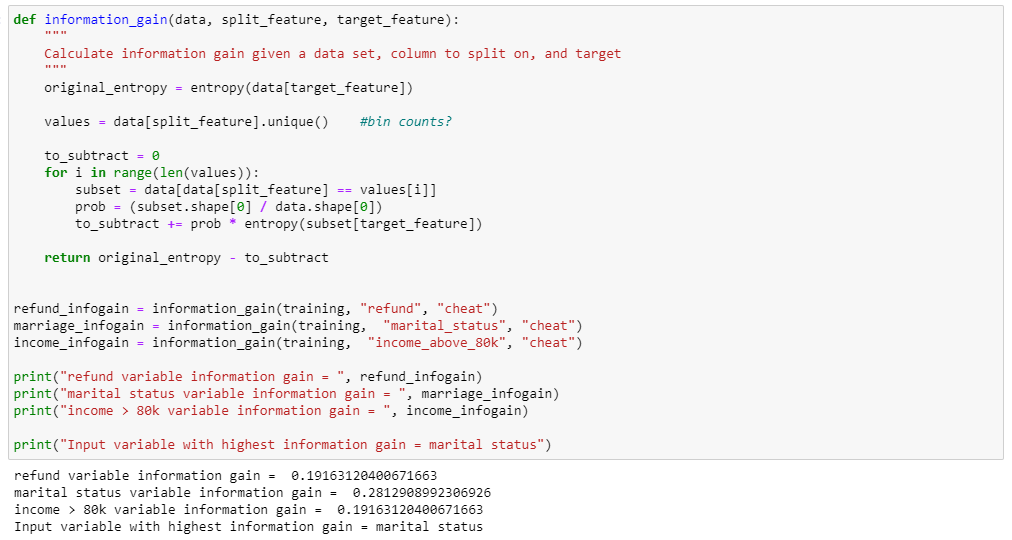 def information_gain(data, split_feature, target_feature):
    """
    Calculate information gain given a data set, column to split on, and target
    """
    original_entropy = entropy(data[target_feature])
    values = data[split_feature].unique()    #bin counts?
    to_subtract = 0
    for i in range(len(values)):
        subset = data[data[split_feature] == values[i]]
        prob = (subset.shape[0] / data.shape[0])
        to_subtract += prob * entropy(subset[target_feature])
    return original_entropy - to_subtract
refund_infogain = information_gain(training, "refund", "cheat")
marriage_infogain = information_gain(training,  "marital_status", "cheat")
income_infogain = information_gain(training,  "income_above_80k", "cheat")
print("refund variable information gain = ", refund_infogain)
print("marital status variable information gain = ", marriage_infogain)
print("income > 80k variable information gain = ", income_infogain)
print("Input variable with highest information gain = marital status")
refund variable information gain =  0.19163120400671663
marital status variable information gain =  0.2812908992306926
income > 80k variable information gain =  0.19163120400671663
Input variable with highest information gain = marital status